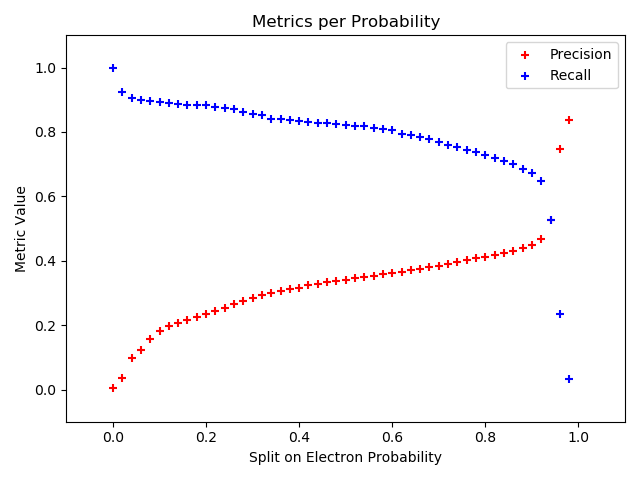 Metrics per Probability
Precision
Recall
Metric Value
1.0
0.8
0.6
0.4
0.2
0.0
0.0 0.2 0.4 0.6 0.8 1.0
Split on Electron Probability